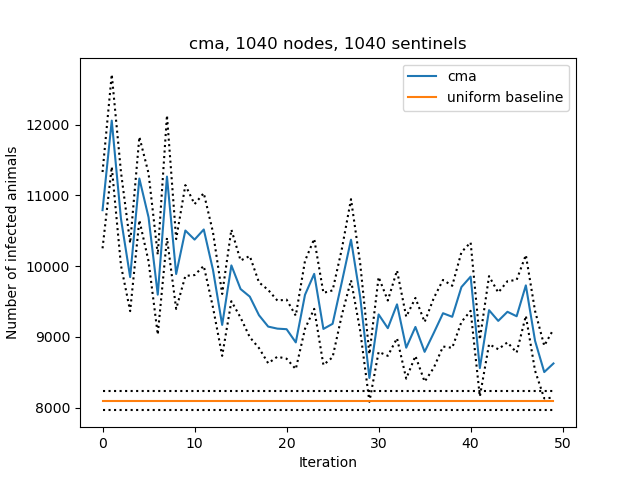 cma, 1040 nodes, 1040 sentinels
cma
uniform baseline
Number of infected animals
12000
11000
10000
9000
8000
0 10 20 30 40 50
Iteration